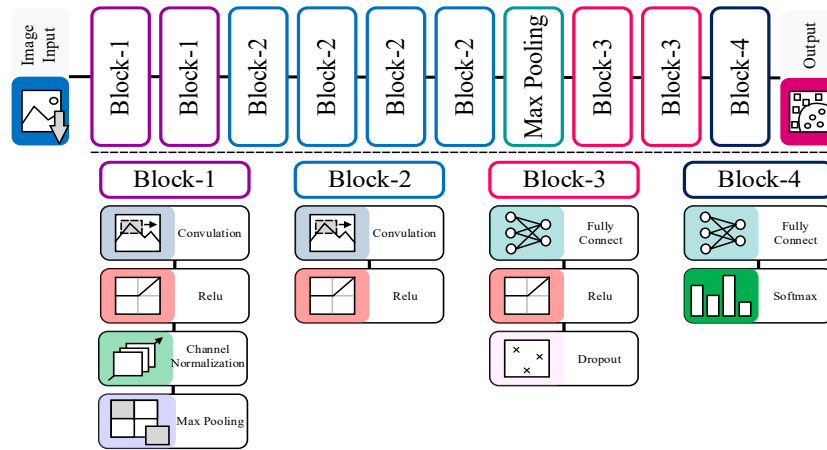 Image
Input
Block-1
Block-1
Block-2
Block-2
Block-2
Block-2
Max Pooling
Block-3
Block-3
Block-4
Output
Block-1
Block-2
Block-3
Block-4
Convulation
Convulation
Fully
Connect
Fully
Connect
Relu
Relu
Relu
Softmax
Channel
Normalization
Dropout
Max Pooling